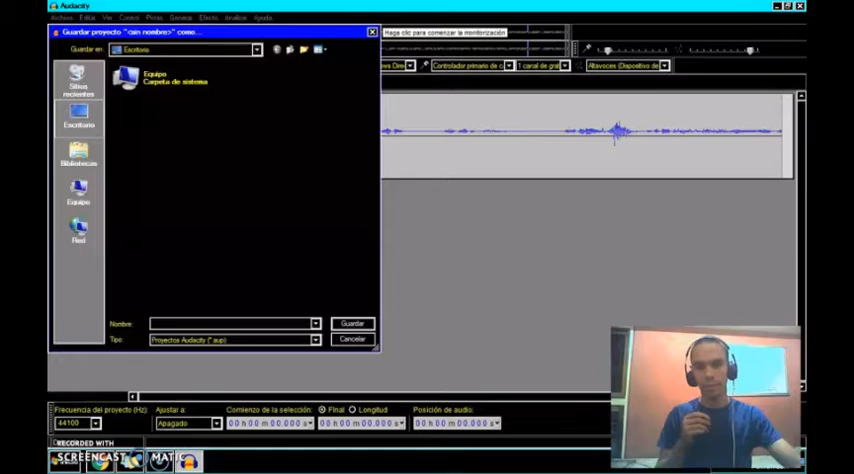 Audacity
Archivo Editar Ver Control Pistas Generar Efecto Analizar Ayuda
Guardar proyecto "<sin nombre>" como...
Haga clic para comenzar la monitorización
Guardar en: Escritorio
Controlador primario de c
1 canal de grat
Altavoces (Dispositivo de
Equipo
Carpeta de sistema
Sitios
recientes
Escritorio
Bibliotecas
Equipo
Red
Nombre:
Guardar
Tipo: Proyectos Audacity (*.aup)
Cancelar
Frecuencia del proyecto (Hz): Ajustar a: Comienzo de la selección: Final Longitud Posición de audio:
44100 Apagado 00 h 00 m 00.000 s 00 h 00 m 00.000 s 00 h 00 m 00.000 s
RECORDED WITH
SCREENCAST MATIC